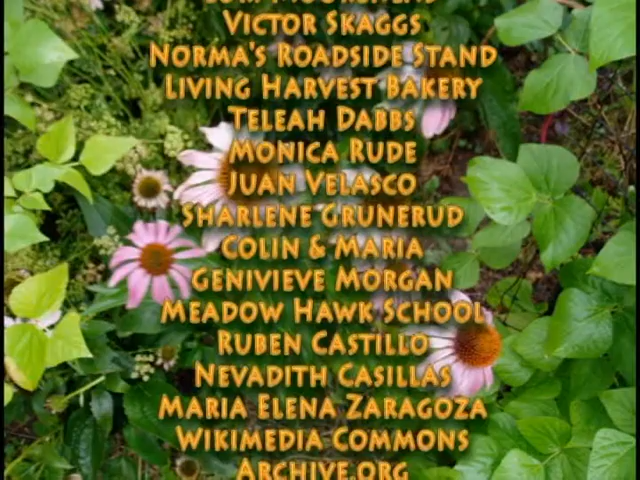 Victor Skaggs
Norma's Roadside Stand
Living Harvest Bakery
Teleah Dabbs
Monica Rude
Juan Velasco
Sharlene Grunerud
Colin & Maria
Genivieve Morgan
Meadow Hawk School
Ruben Castillo
Nevadith Casillas
Maria Elena Zaragoza
Wikimedia Commons
Archive.org